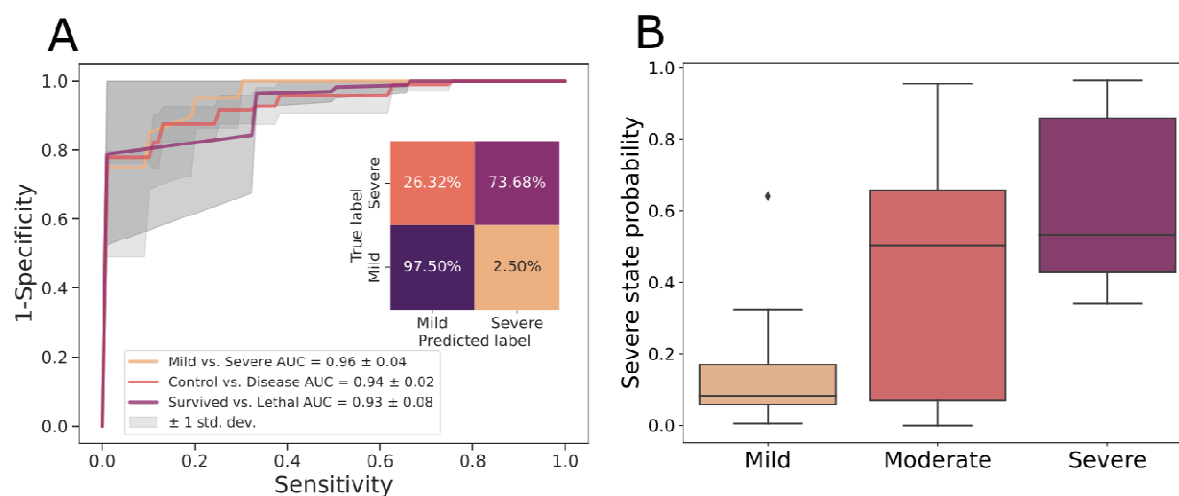 A
1.0
0.8
0.6
0.4
0.2
0.0
1-Specificity
0.0 0.2 0.4 0.6 0.8 1.0
Sensitivity
True label
Severe
Mild
26.32% 73.68%
97.50% 2.50%
Mild Severe
Predicted label
Mild vs. Severe AUC = 0.96 ± 0.04
Control vs. Disease AUC = 0.94 ± 0.02
Survived vs. Lethal AUC = 0.93 ± 0.08
± 1 std. dev.
B
1.0
0.8
0.6
0.4
0.2
0.0
Severe state probability
Mild Moderate Severe